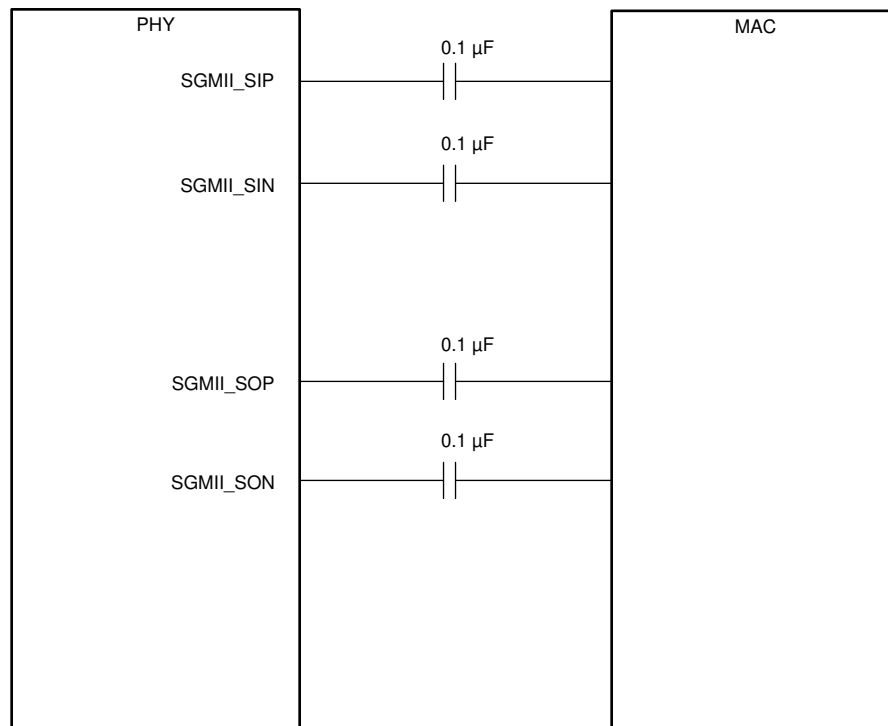 PHY
MAC
0.1 µF
SGMII_SIP
0.1 µF
SGMII_SIN
0.1 µF
SGMII_SOP
0.1 µF
SGMII_SON